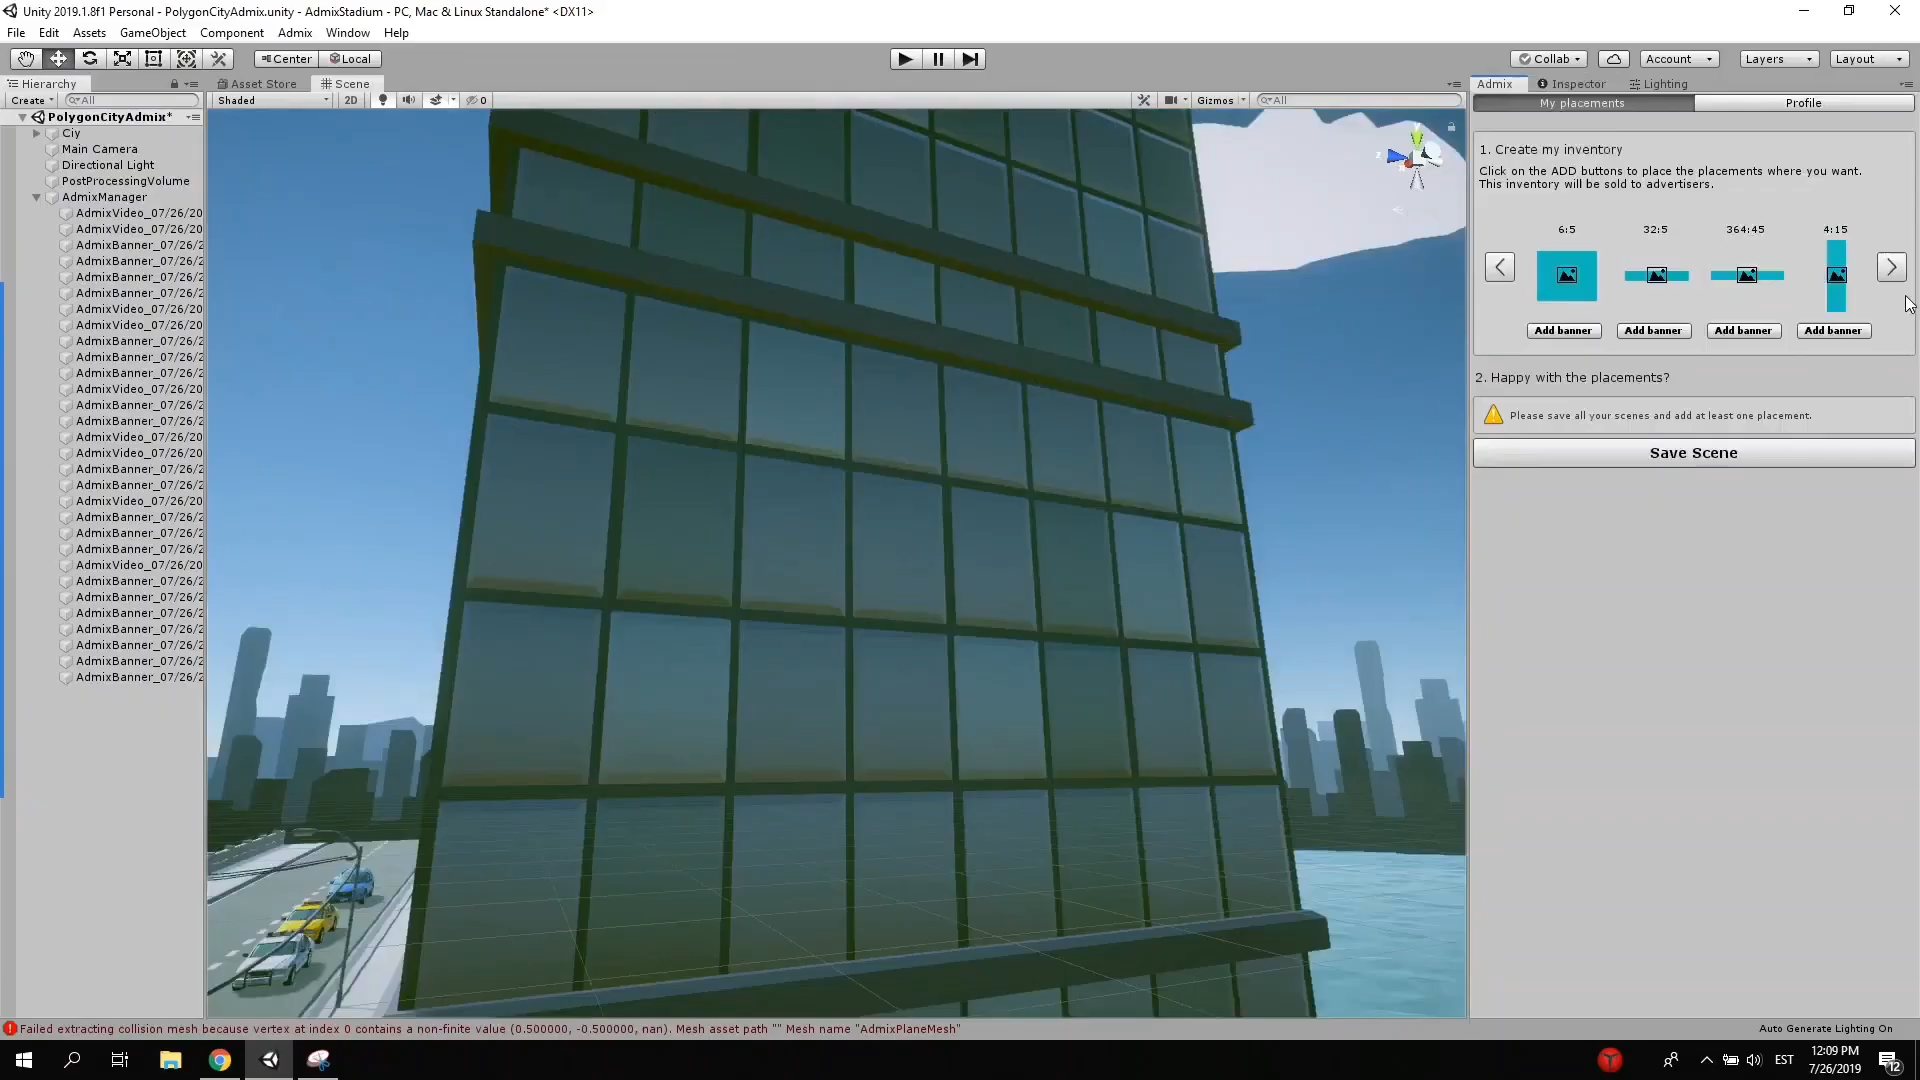 Unity 2019.1.8f1 Personal - PolygonCityAdmix.unity - AdmixStadium - PC, Mac & Linux Standalone* <DX11>
File Edit Assets GameObject Component Admix Window Help
Center Local Collab Account Layers Layout
Hierarchy Asset Store Scene Admix Inspector Lighting
Create All Shaded 2D 0 Gizmos All My placements Profile
PolygonCityAdmix*
Ciy
Main Camera
Directional Light
PostProcessingVolume
AdmixManager
AdmixVideo_07/26/20
AdmixVideo_07/26/20
AdmixBanner_07/26/2
AdmixBanner_07/26/2
AdmixBanner_07/26/2
AdmixBanner_07/26/2
AdmixVideo_07/26/20
AdmixVideo_07/26/20
AdmixBanner_07/26/2
AdmixBanner_07/26/2
AdmixBanner_07/26/2
AdmixVideo_07/26/20
AdmixBanner_07/26/2
AdmixBanner_07/26/2
AdmixVideo_07/26/20
AdmixVideo_07/26/20
AdmixBanner_07/26/2
AdmixBanner_07/26/2
AdmixVideo_07/26/20
AdmixBanner_07/26/2
AdmixBanner_07/26/2
AdmixBanner_07/26/2
AdmixVideo_07/26/20
AdmixBanner_07/26/2
AdmixBanner_07/26/2
AdmixBanner_07/26/2
AdmixBanner_07/26/2
AdmixBanner_07/26/2
AdmixBanner_07/26/2
AdmixBanner_07/26/2
1. Create my inventory
Click on the ADD buttons to place the placements where you want.
This inventory will be sold to advertisers.
6:5 32:5 364:45 4:15
Add banner Add banner Add banner Add banner
2. Happy with the placements?
Please save all your scenes and add at least one placement.
Save Scene
Failed extracting collision mesh because vertex at index 0 contains a non-finite value (0.500000, -0.500000, nan). Mesh asset path "" Mesh name "AdmixPlaneMesh"
Auto Generate Lighting On
EST
12:09 PM
7/26/2019
12